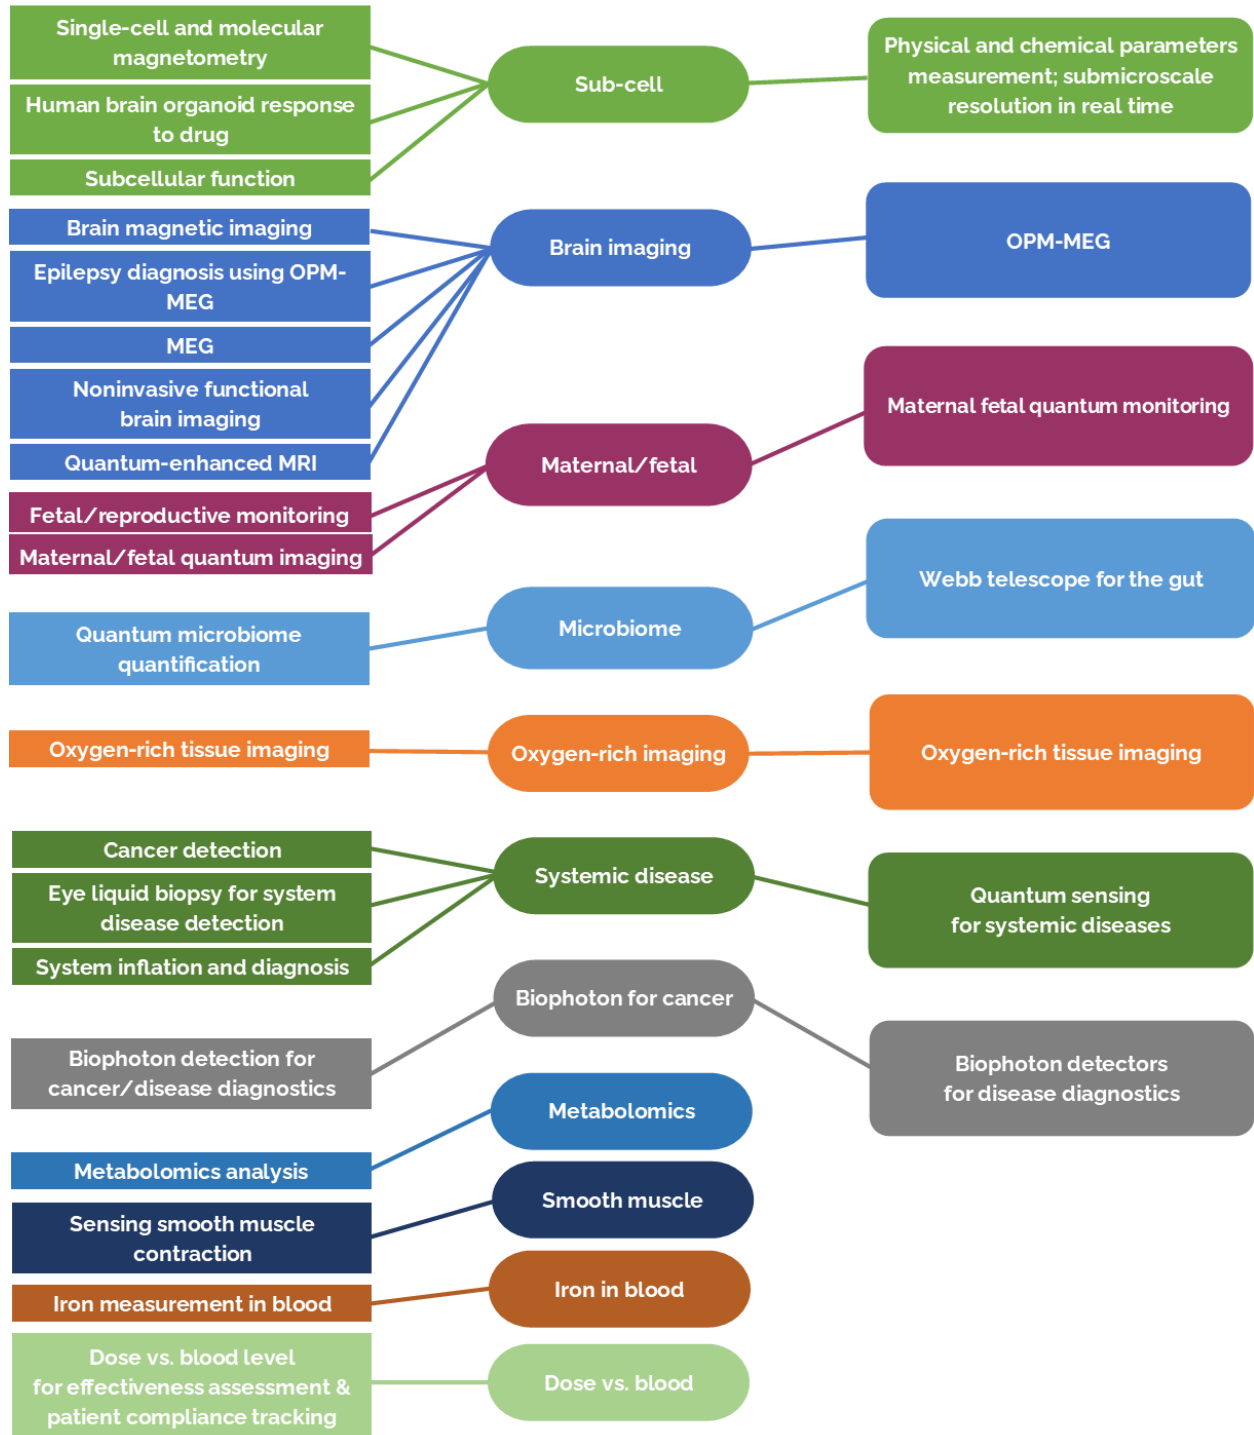 Single-cell and molecular
magnetometry
Human brain organoid response
to drug
Subcellular function
Sub-cell
Physical and chemical parameters
measurement; submicroscale
resolution in real time
Brain magnetic imaging
Epilepsy diagnosis using OPM-
MEG
MEG
Noninvasive functional
brain imaging
Quantum-enhanced MRI
Brain imaging
OPM-MEG
Fetal/reproductive monitoring
Maternal/fetal quantum imaging
Maternal/fetal
Maternal fetal quantum monitoring
Quantum microbiome
quantification
Microbiome
Webb telescope for the gut
Oxygen-rich tissue imaging
Oxygen-rich imaging
Oxygen-rich tissue imaging
Cancer detection
Eye liquid biopsy for system
disease detection
System inflation and diagnosis
Systemic disease
Quantum sensing
for systemic diseases
Biophoton detection for
cancer/disease diagnostics
Biophoton for cancer
Biophoton detectors
for disease diagnostics
Metabolomics analysis
Metabolomics
Sensing smooth muscle
contraction
Smooth muscle
Iron measurement in blood
Iron in blood
Dose vs. blood level
for effectiveness assessment &
patient compliance tracking
Dose vs. blood